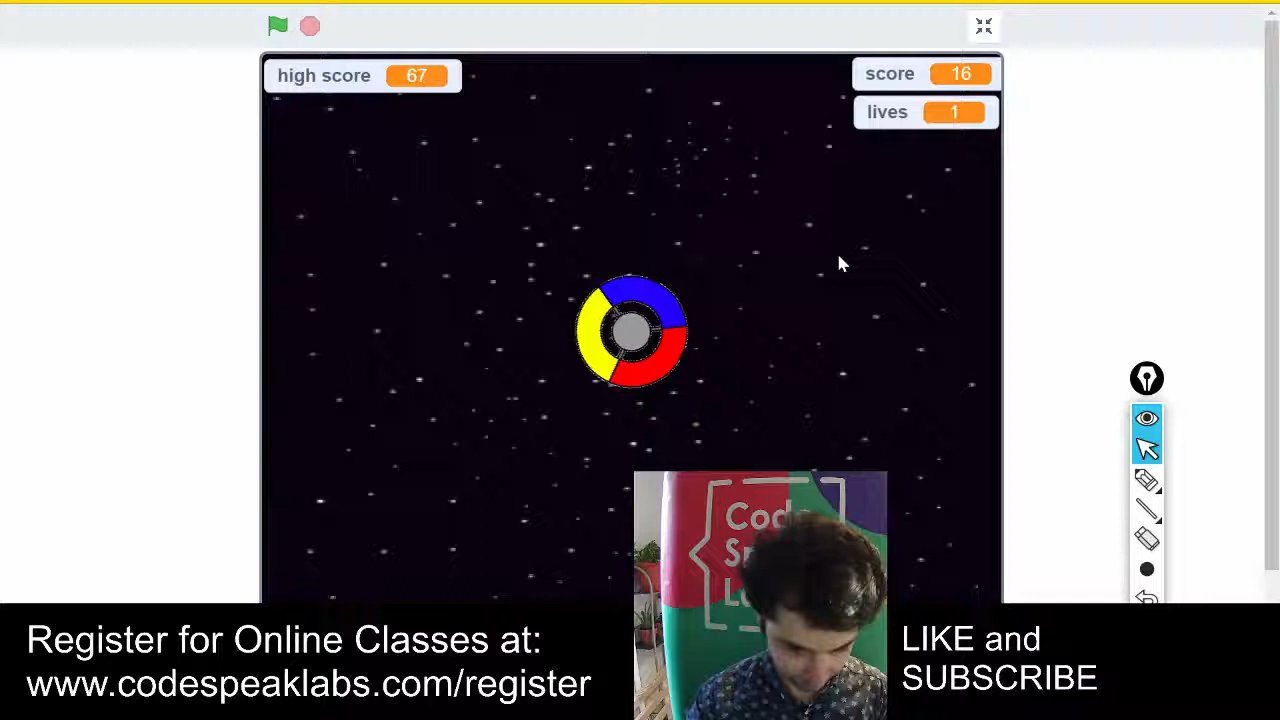 high score 67
score 16
lives 1
Code
Register for Online Classes at:
www.codespeaklabs.com/register
LIKE and
SUBSCRIBE